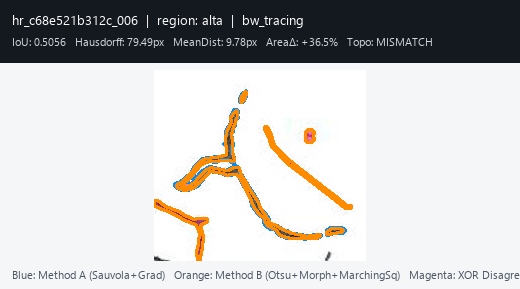 hr_c68e521b312c_006 | region: alta | bw_tracing
IoU: 0.5056 Hausdorff: 79.49px MeanDist: 9.78px AreaΔ: +36.5% Topo: MISMATCH
Blue: Method A (Sauvola+Grad) Orange: Method B (Otsu+Morph+MarchingSq) Magenta: XOR Disagre